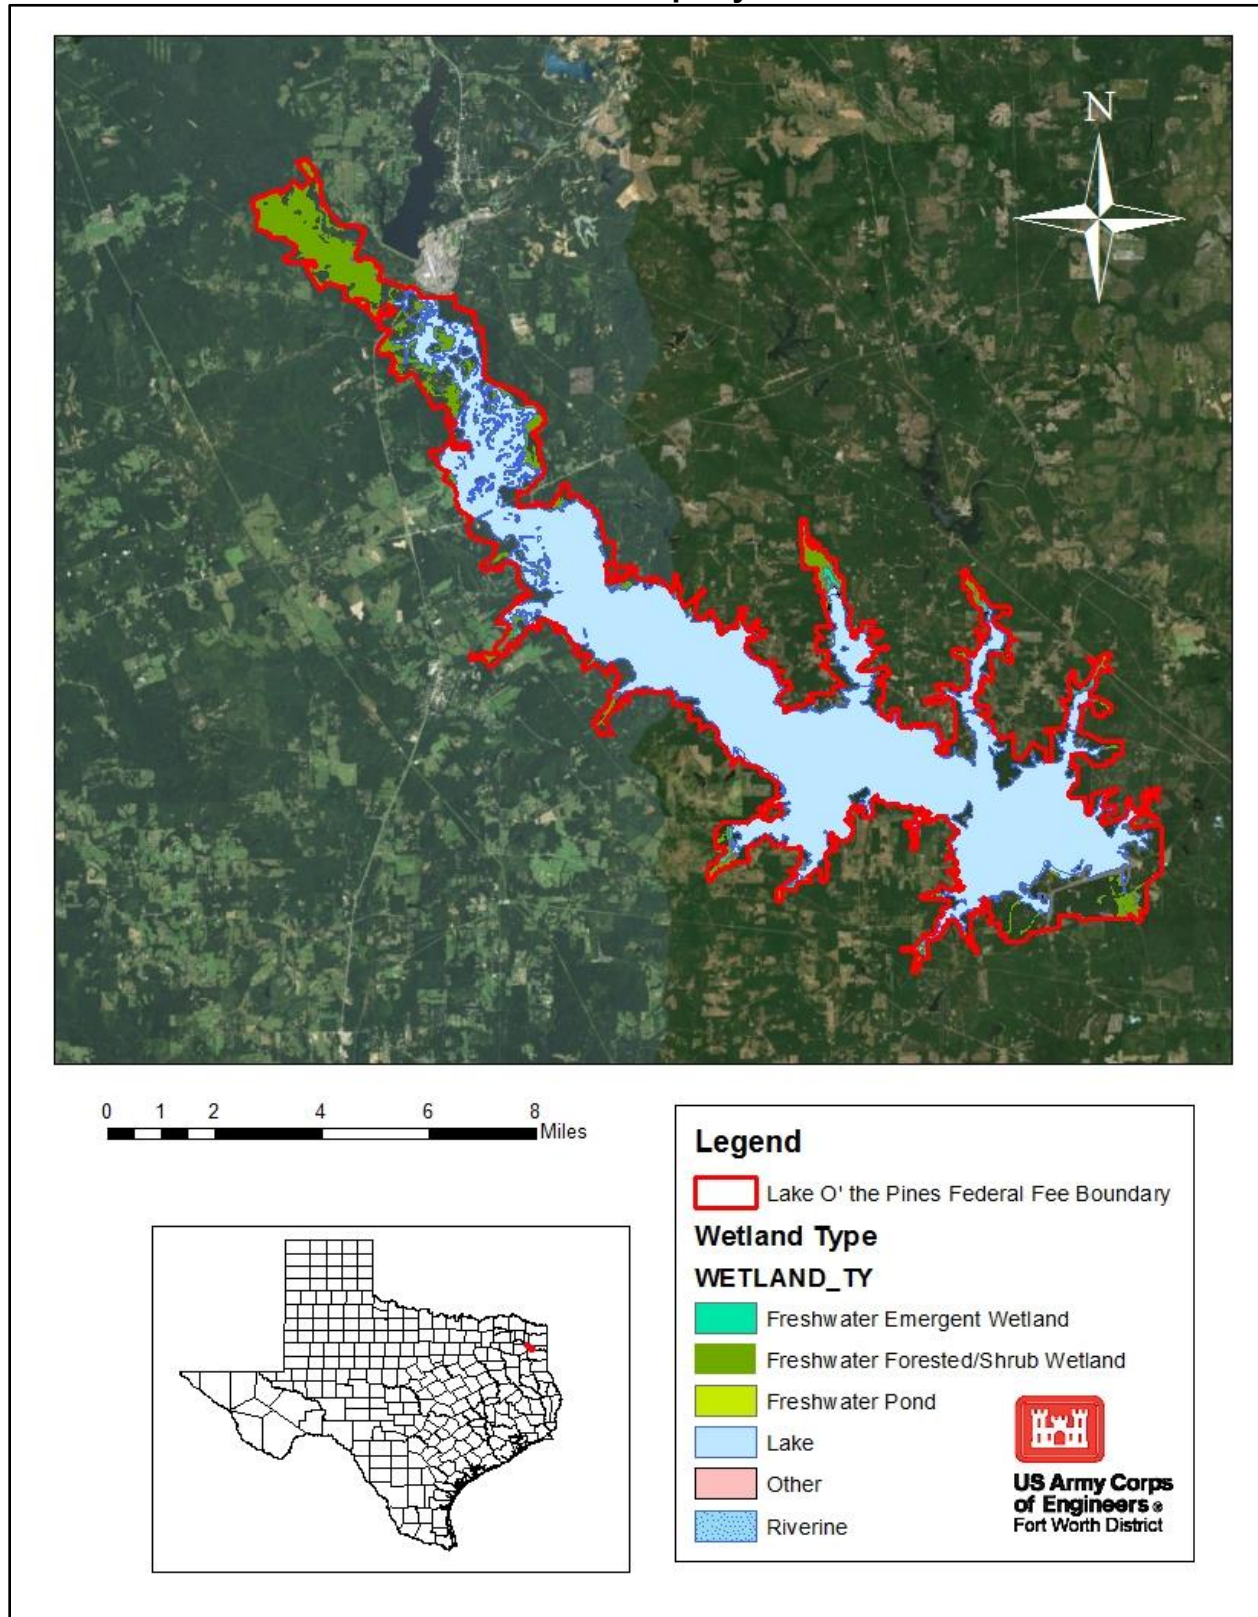 N
0 1 2 4 6 8
Miles
Legend
Lake O' the Pines Federal Fee Boundary
Wetland Type
WETLAND_TY
Freshwater Emergent Wetland
Freshwater Forested/Shrub Wetland
Freshwater Pond
Lake
Other
Riverine
US Army Corps
of Engineers ®
Fort Worth District